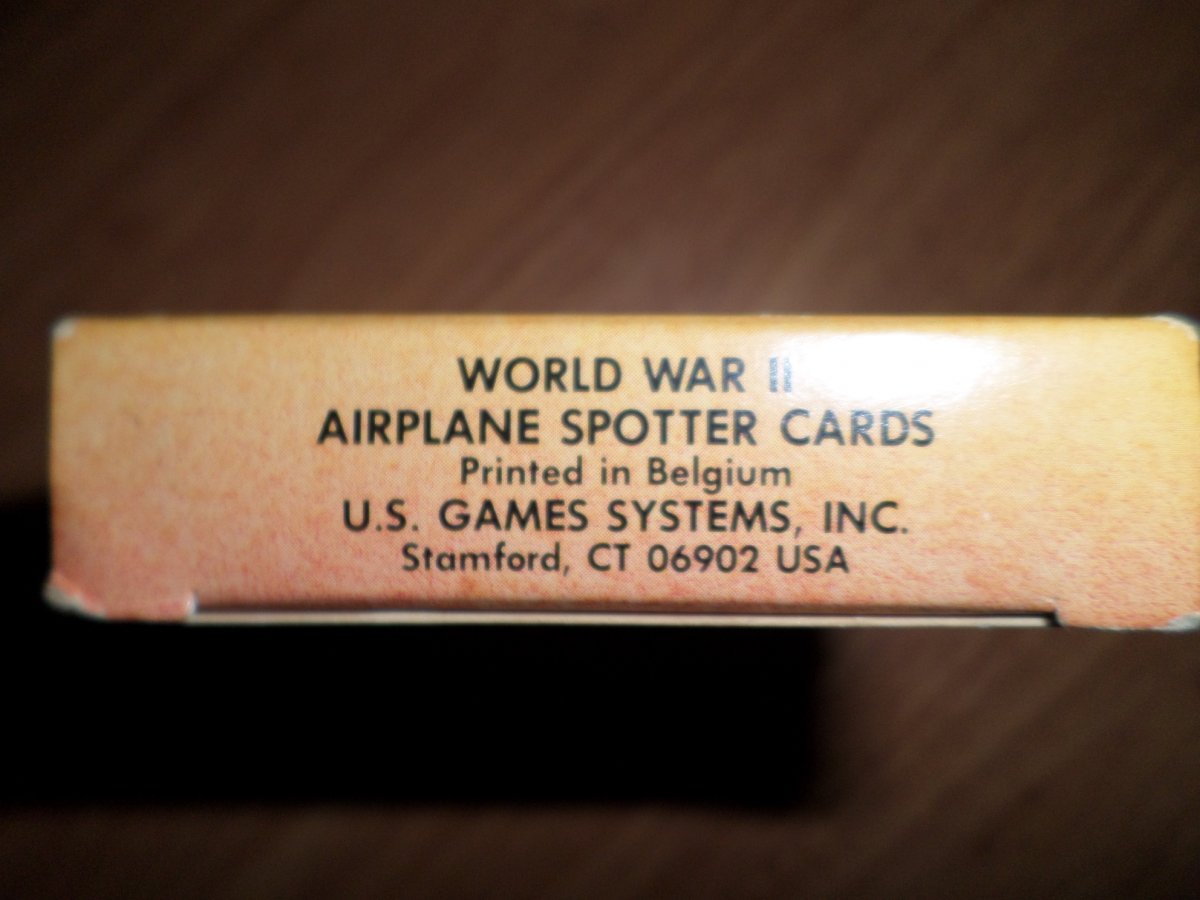 WORLD WAR II
AIRPLANE SPOTTER CARDS
Printed in Belgium
U.S. GAMES SYSTEMS, INC.
Stamford, CT 06902 USA